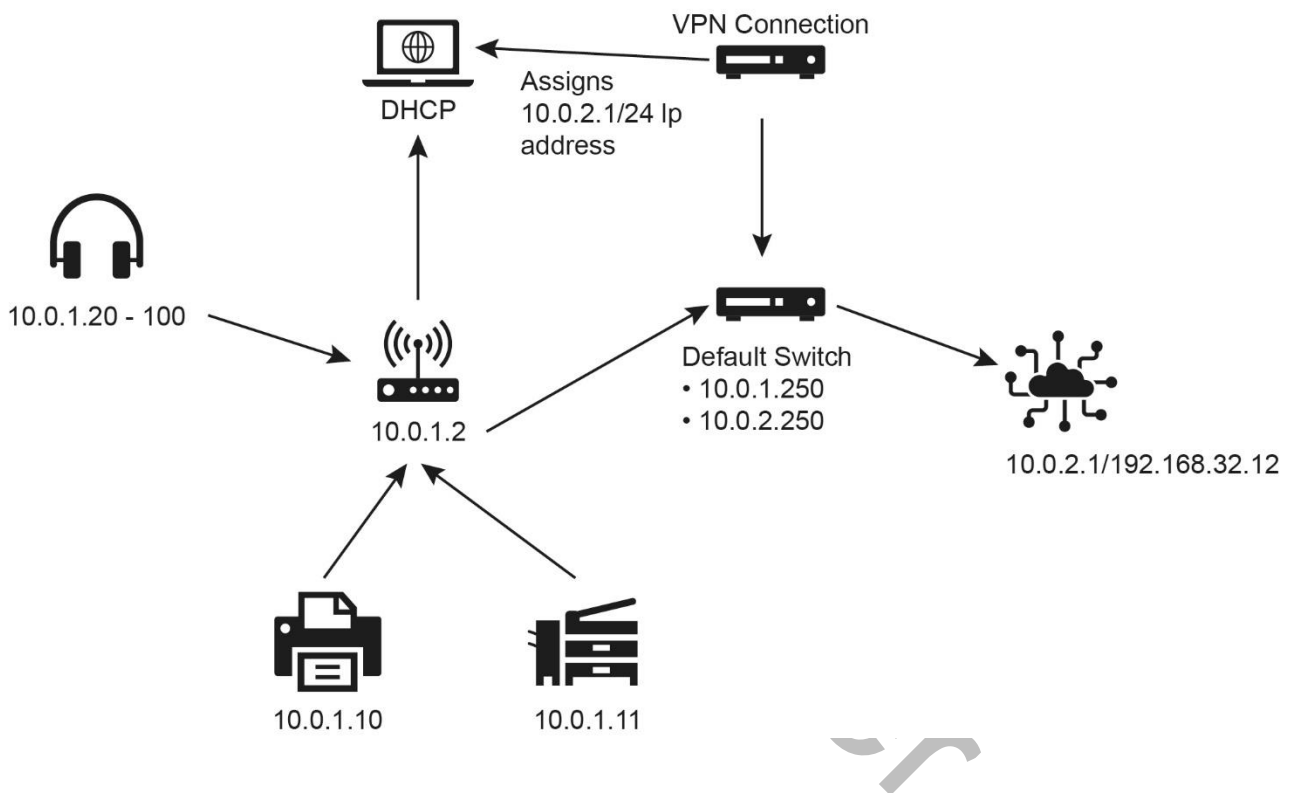 VPN Connection
DHCP
Assigns
10.0.2.1/24 Ip
address
10.0.1.20 - 100
10.0.1.2
Default Switch
• 10.0.1.250
• 10.0.2.250
10.0.2.1/192.168.32.12
10.0.1.10
10.0.1.11